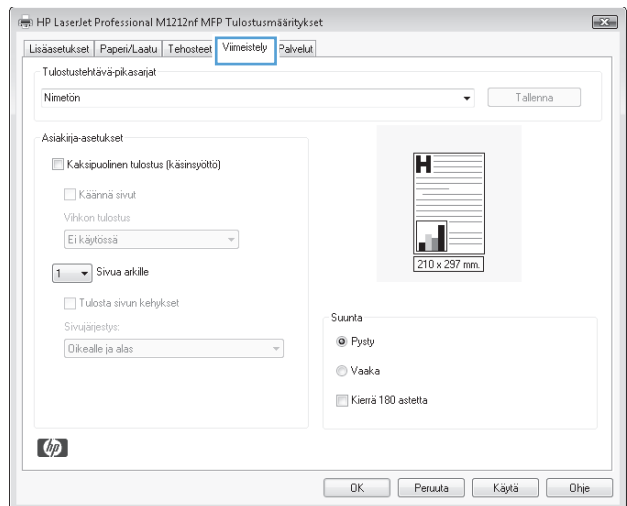 HP LaserJet Professional M1212nf MFP Tulostusmääritykset
Lisäasetukset Paperi/Laatu Tehosteet Viimeistely Palvelut
Tulostustehtävä-pikasarjat
Nimetön Tallenna
Asiakirja-asetukset
Kaksipuolinen tulostus (käsinsyöttö)
Käännä sivut
Vihkon tulostus
Ei käytössä
1 Sivua arkille
Tulosta sivun kehykset
Sivujärjestys:
Oikealle ja alas
H
210 x 297 mm.
Suunta
Pysty
Vaaka
Kierrä 180 astetta
hp
OK Peruuta Käytä Ohje